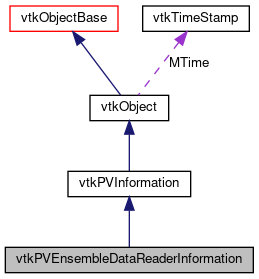 vtkObjectBase
vtkTimeStamp
MTime
vtkObject
vtkPVInformation
vtkPVEnsembleDataReaderInformation